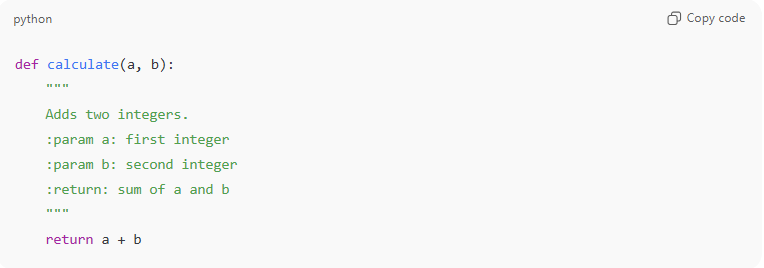 python
Copy code
def calculate(a, b):
    """
    Adds two integers.
    :param a: first integer
    :param b: second integer
    :return: sum of a and b
    """
    return a + b